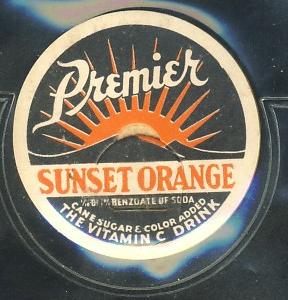 Premier
SUNSET ORANGE
1/10 OF 1% BENZOATE OF SODA
CANE SUGAR & COLOR ADDED
THE VITAMIN C DRINK